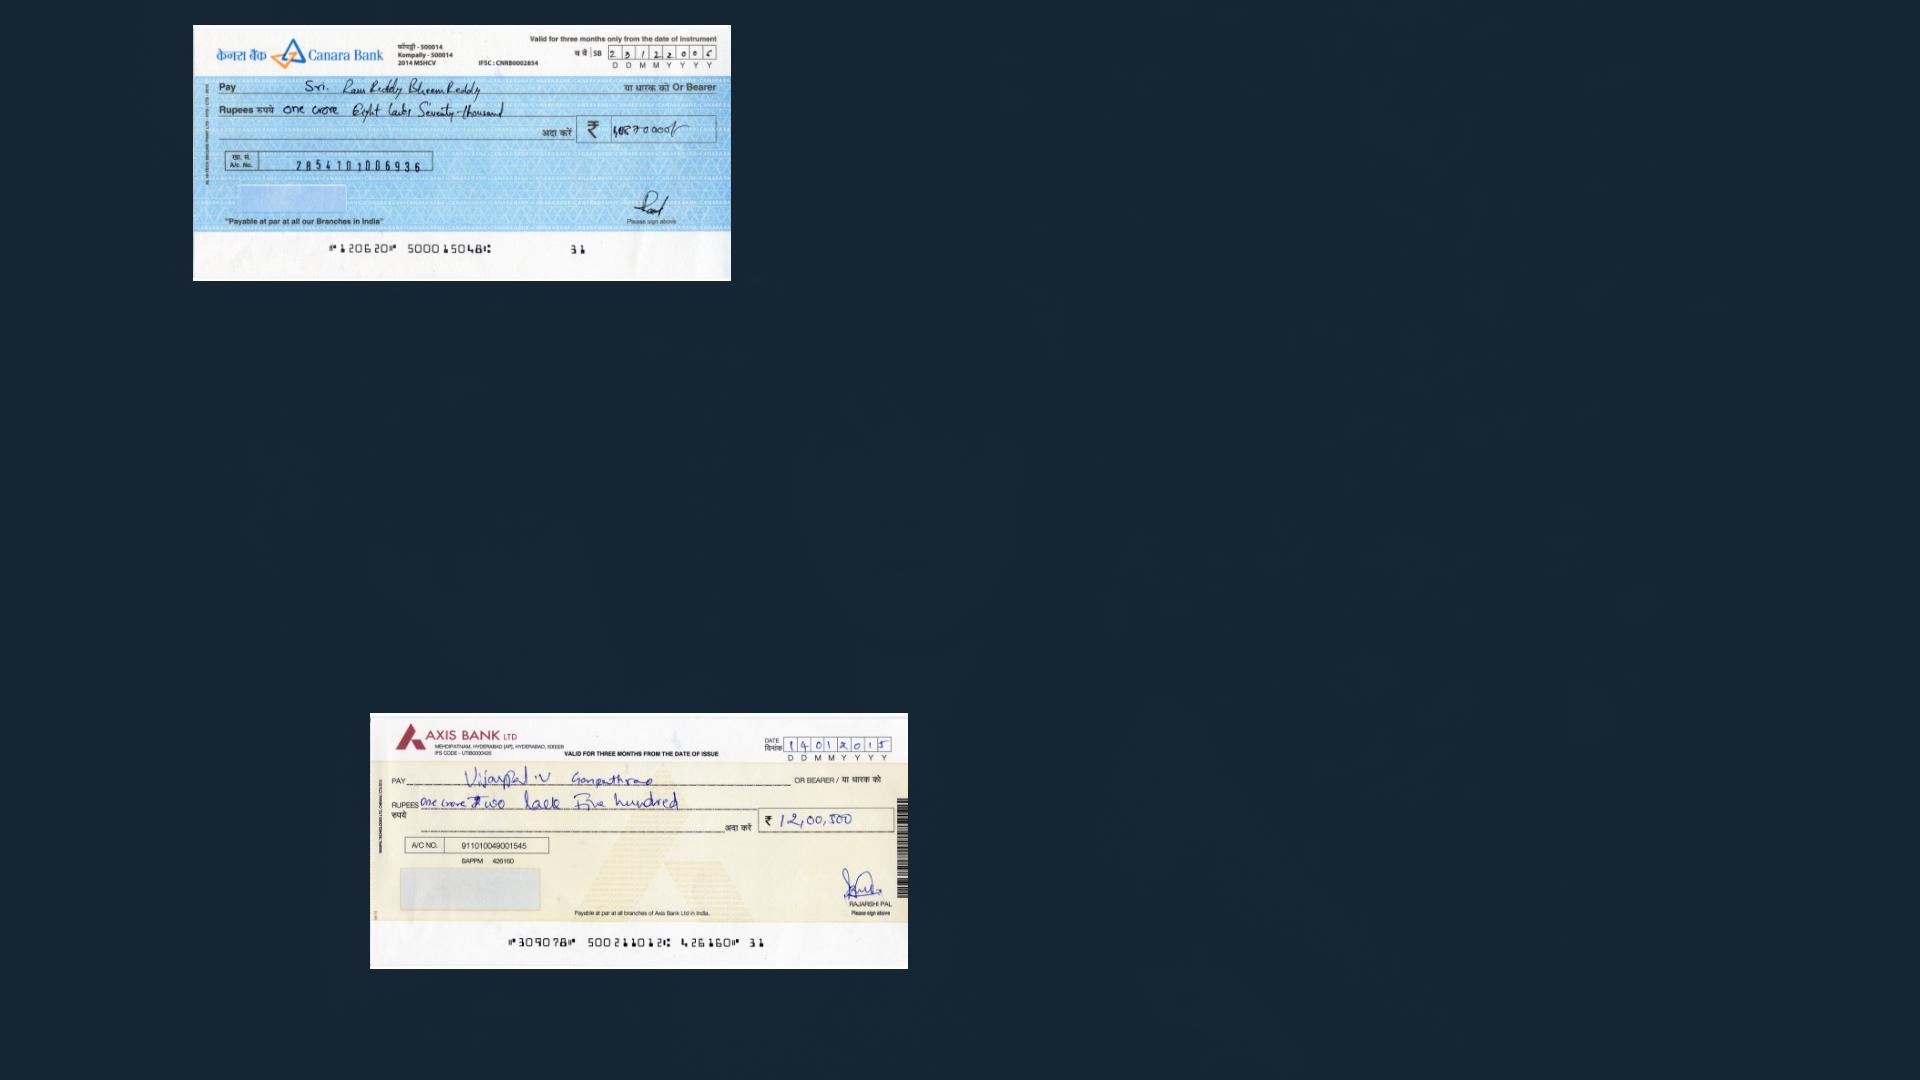 Valid for three months only from the date of instrument
केनरा बैंक Canara Bank
कोंपल्ली - 500014
Kompally - 500014
2014 MSHCV
IFSC : CNRB0002854
ब बै SB 2 3 1 2 2 0 0 6
D D M M Y Y Y Y
Pay Sri. Ram Reddy Bheem Reddy या धारक को Or Bearer
Rupees रुपये One crore Eight lacks Seventy-thousand
अदा करें ₹ 1,0870000/-
खा. सं.
A/c. No. 2854101006936
"Payable at par at all our Branches in India"
Please sign above
⑈120620⑈ 500015048⑆ 31
AXIS BANK LTD
MEHDIPATNAM, HYDERABAD [AP], HYDERABAD, 500028
IFS CODE - UTIB0000426
VALID FOR THREE MONTHS FROM THE DATE OF ISSUE
DATE
दिनांक 1 4 0 1 2 0 1 5
D D M M Y Y Y Y
PAY Vijaypal.V Ganpathrao OR BEARER / या धारक को
RUPEES One crore Two lack Five hundred
रुपये
अदा करें ₹ 12,00,500
A/C NO. 911010049001545
SAPPM 426160
RAJARSHI PAL
Please sign above
Payable at par at all branches of Axis Bank Ltd in India.
⑈309078⑈ 500211012⑆ 426160⑈ 31